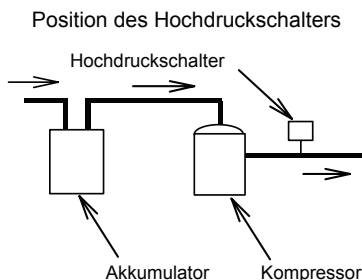 Position des Hochdruckschalters
Hochdruckschalter
Akkumulator
Kompressor